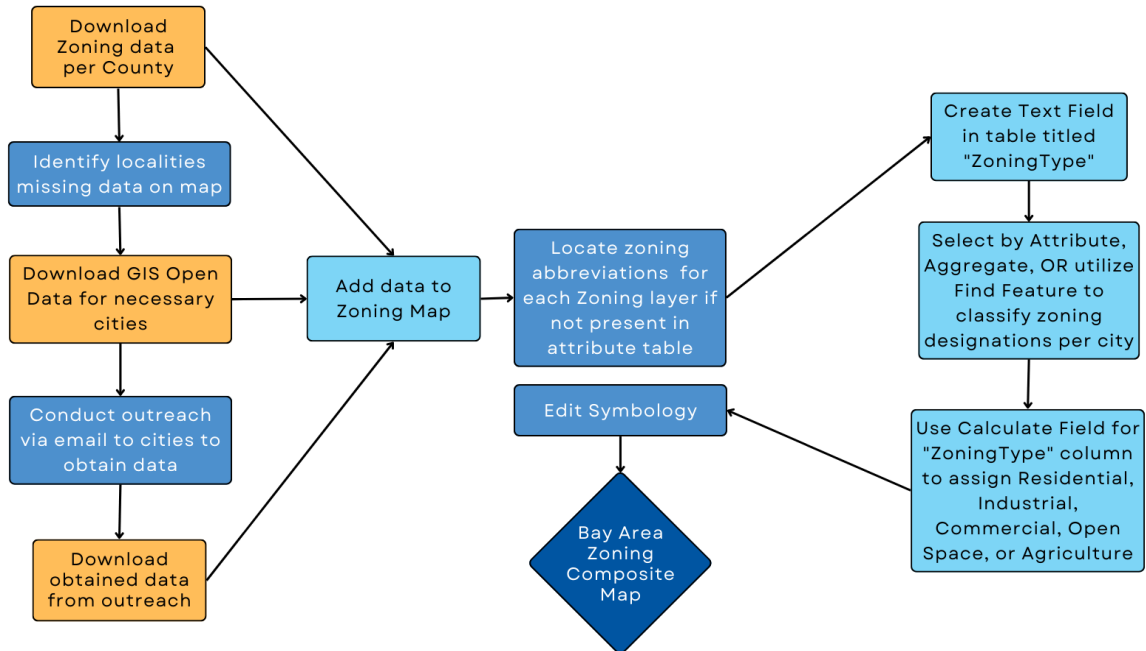 Download
Zoning data
per County
Identify localities
missing data on map
Download GIS Open
Data for necessary
cities
Conduct outreach
via email to cities to
obtain data
Download
obtained data
from outreach
Add data to
Zoning Map
Locate zoning
abbreviations for
each Zoning layer if
not present in
attribute table
Create Text Field
in table titled
"ZoningType"
Select by Attribute,
Aggregate, OR utilize
Find Feature to
classify zoning
designations per city
Use Calculate Field for
"ZoningType" column
to assign Residential,
Industrial,
Commercial, Open
Space, or Agriculture
Edit Symbology
Bay Area
Zoning
Composite
Map